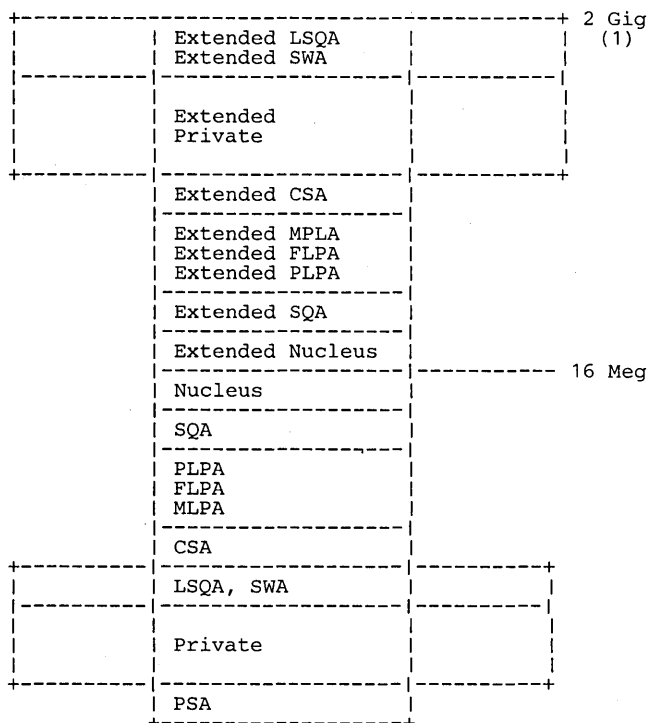 2 Gig
Extended LSQA (1)
Extended SWA
Extended
Private
Extended CSA
Extended MPLA
Extended FLPA
Extended PLPA
Extended SQA
Extended Nucleus
16 Meg
Nucleus
SQA
PLPA
FLPA
MLPA
CSA
LSQA, SWA
Private
PSA